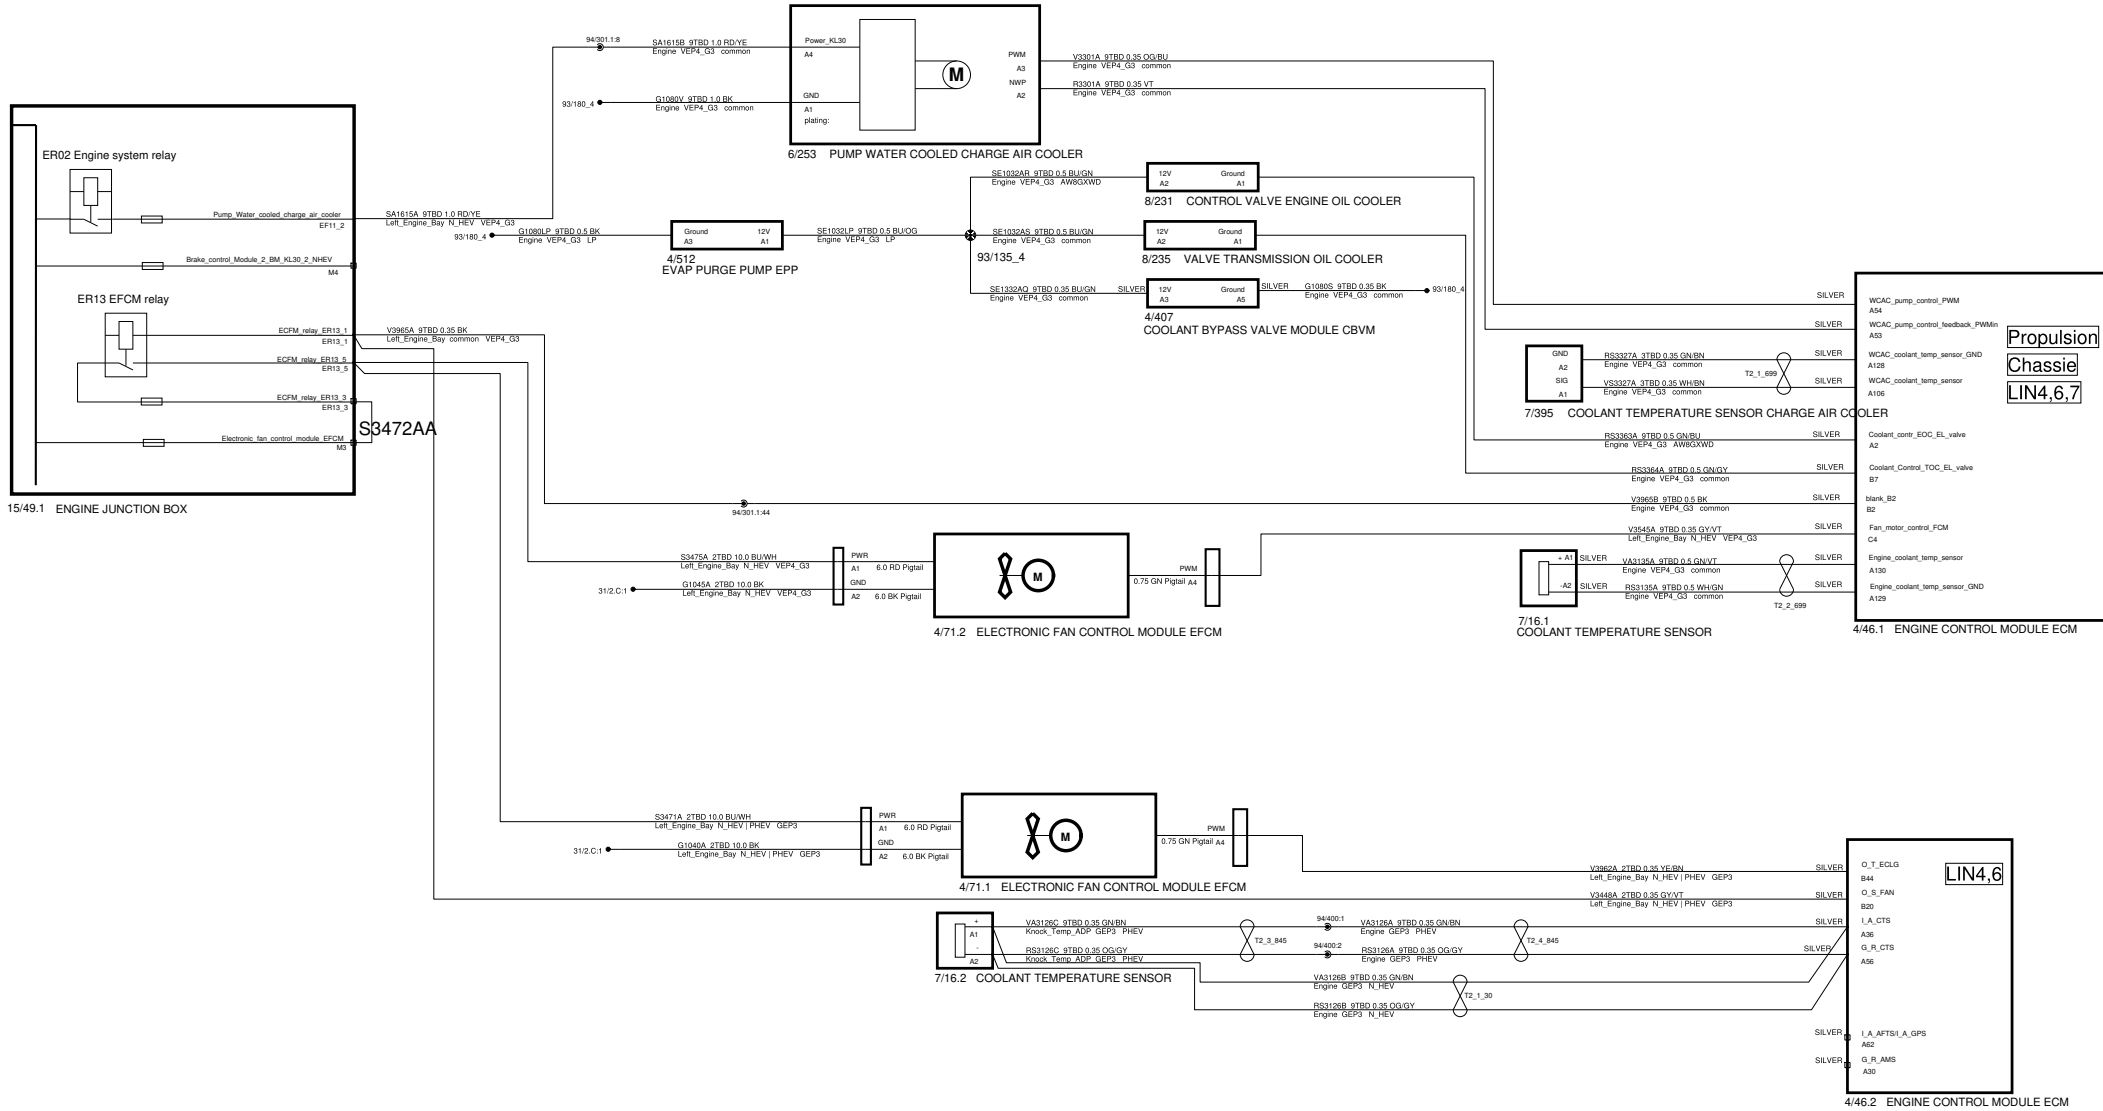 94/301.1:8
SA1615B 9TBD 1.0 RD/YE
Engine VEP4_G3 common
Power_KL30
A4
93/180_4
G1080V 9TBD 1.0 BK
Engine VEP4_G3 common
GND
A1
plating:
M
PWM
A3
NWP
A2
V3301A 9TBD 0.35 OG/BU
Engine VEP4_G3 common
R3301A 9TBD 0.35 VT
Engine VEP4_G3 common
6/253 PUMP WATER COOLED CHARGE AIR COOLER
ER02 Engine system relay
Pump_Water_cooled_charge_air_cooler
EF11_2
SA1615A 9TBD 1.0 RD/YE
Left_Engine_Bay N_HEV VEP4_G3
Brake_control_Module_2_BM_KL30_2_NHEV
M4
ER13 EFCM relay
ECFM_relay_ER13_1
ER13_1
V3965A 9TBD 0.35 BK
Left_Engine_Bay common VEP4_G3
ECFM_relay_ER13_5
ER13_5
ECFM_relay_ER13_3
ER13_3
S3472AA
Electronic_fan_control_module_EFCM
M3
15/49.1 ENGINE JUNCTION BOX
93/180_4
G1080LP 9TBD 0.5 BK
Engine VEP4_G3 LP
Ground
A3
12V
A1
4/512
EVAP PURGE PUMP EPP
SE1032LP 9TBD 0.5 BU/OG
Engine VEP4_G3 LP
93/135_4
SE1032AR 9TBD 0.5 BU/GN
Engine VEP4_G3 AW8GXWD
12V
A2
Ground
A1
8/231 CONTROL VALVE ENGINE OIL COOLER
SE1032AS 9TBD 0.5 BU/GN
Engine VEP4_G3 common
12V
A2
Ground
A1
8/235 VALVE TRANSMISSION OIL COOLER
SE1332AQ 9TBD 0.35 BU/GN
Engine VEP4_G3 common
SILVER
12V
A3
Ground
A5
SILVER
G1080S 9TBD 0.35 BK
Engine VEP4_G3 common
93/180_4
4/407
COOLANT BYPASS VALVE MODULE CBVM
SILVER
WCAC_pump_control_PWM
A54
SILVER
WCAC_pump_control_feedback_PWMin
A53
Propulsion
Chassie
LIN4,6,7
GND
A2
SIG
A1
RS3327A 3TBD 0.35 GN/BN
Engine VEP4_G3 common
VS3327A 3TBD 0.35 WH/BN
Engine VEP4_G3 common
T2_1_699
SILVER
WCAC_coolant_temp_sensor_GND
A128
SILVER
WCAC_coolant_temp_sensor
A106
7/395 COOLANT TEMPERATURE SENSOR CHARGE AIR COOLER
RS3363A 9TBD 0.5 GN/BU
Engine VEP4_G3 AW8GXWD
SILVER
Coolant_contr_EOC_EL_valve
A2
RS3364A 9TBD 0.5 GN/GY
Engine VEP4_G3 common
SILVER
Coolant_Control_TOC_EL_valve
B7
94/301.1:44
V3965B 9TBD 0.5 BK
Engine VEP4_G3 common
SILVER
blank_B2
B2
V3545A 9TBD 0.35 GY/VT
Left_Engine_Bay N_HEV VEP4_G3
SILVER
Fan_motor_control_FCM
C4
S3475A 2TBD 10.0 BU/WH
Left_Engine_Bay N_HEV VEP4_G3
PWR
A1
6.0 RD Pigtail
31/2.C:1
G1045A 2TBD 10.0 BK
Left_Engine_Bay N_HEV VEP4_G3
GND
A2
6.0 BK Pigtail
M
PWM
0.75 GN Pigtail A4
4/71.2 ELECTRONIC FAN CONTROL MODULE EFCM
+ A1
SILVER
VA3135A 9TBD 0.5 GN/VT
Engine VEP4_G3 common
-A2
SILVER
RS3135A 9TBD 0.5 WH/GN
Engine VEP4_G3 common
T2_2_699
SILVER
Engine_coolant_temp_sensor
A130
SILVER
Engine_coolant_temp_sensor_GND
A129
7/16.1
COOLANT TEMPERATURE SENSOR
4/46.1 ENGINE CONTROL MODULE ECM
S3471A 2TBD 10.0 BU/WH
Left_Engine_Bay N_HEV | PHEV GEP3
PWR
A1
6.0 RD Pigtail
31/2.C:1
G1040A 2TBD 10.0 BK
Left_Engine_Bay N_HEV | PHEV GEP3
GND
A2
6.0 BK Pigtail
M
PWM
0.75 GN Pigtail A4
4/71.1 ELECTRONIC FAN CONTROL MODULE EFCM
V3962A 2TBD 0.35 YE/BN
Left_Engine_Bay N_HEV | PHEV GEP3
SILVER
O_T_ECLG
B44
LIN4,6
V3448A 2TBD 0.35 GY/VT
Left_Engine_Bay N_HEV | PHEV GEP3
SILVER
O_S_FAN
B20
+
A1
-
A2
VA3126C 9TBD 0.35 GN/BN
Knock_Temp_ADP GEP3 PHEV
RS3126C 9TBD 0.35 OG/GY
Knock_Temp_ADP GEP3 PHEV
T2_3_845
94/400:1
94/400:2
VA3126A 9TBD 0.35 GN/BN
Engine GEP3 PHEV
RS3126A 9TBD 0.35 OG/GY
Engine GEP3 PHEV
T2_4_845
SILVER
I_A_CTS
A36
SILVER
G_R_CTS
A56
7/16.2 COOLANT TEMPERATURE SENSOR
VA3126B 9TBD 0.35 GN/BN
Engine GEP3 N_HEV
T2_1_30
RS3126B 9TBD 0.35 OG/GY
Engine GEP3 N_HEV
SILVER
I_A_AFTS/I_A_GPS
A62
SILVER
G_R_AMS
A30
4/46.2 ENGINE CONTROL MODULE ECM